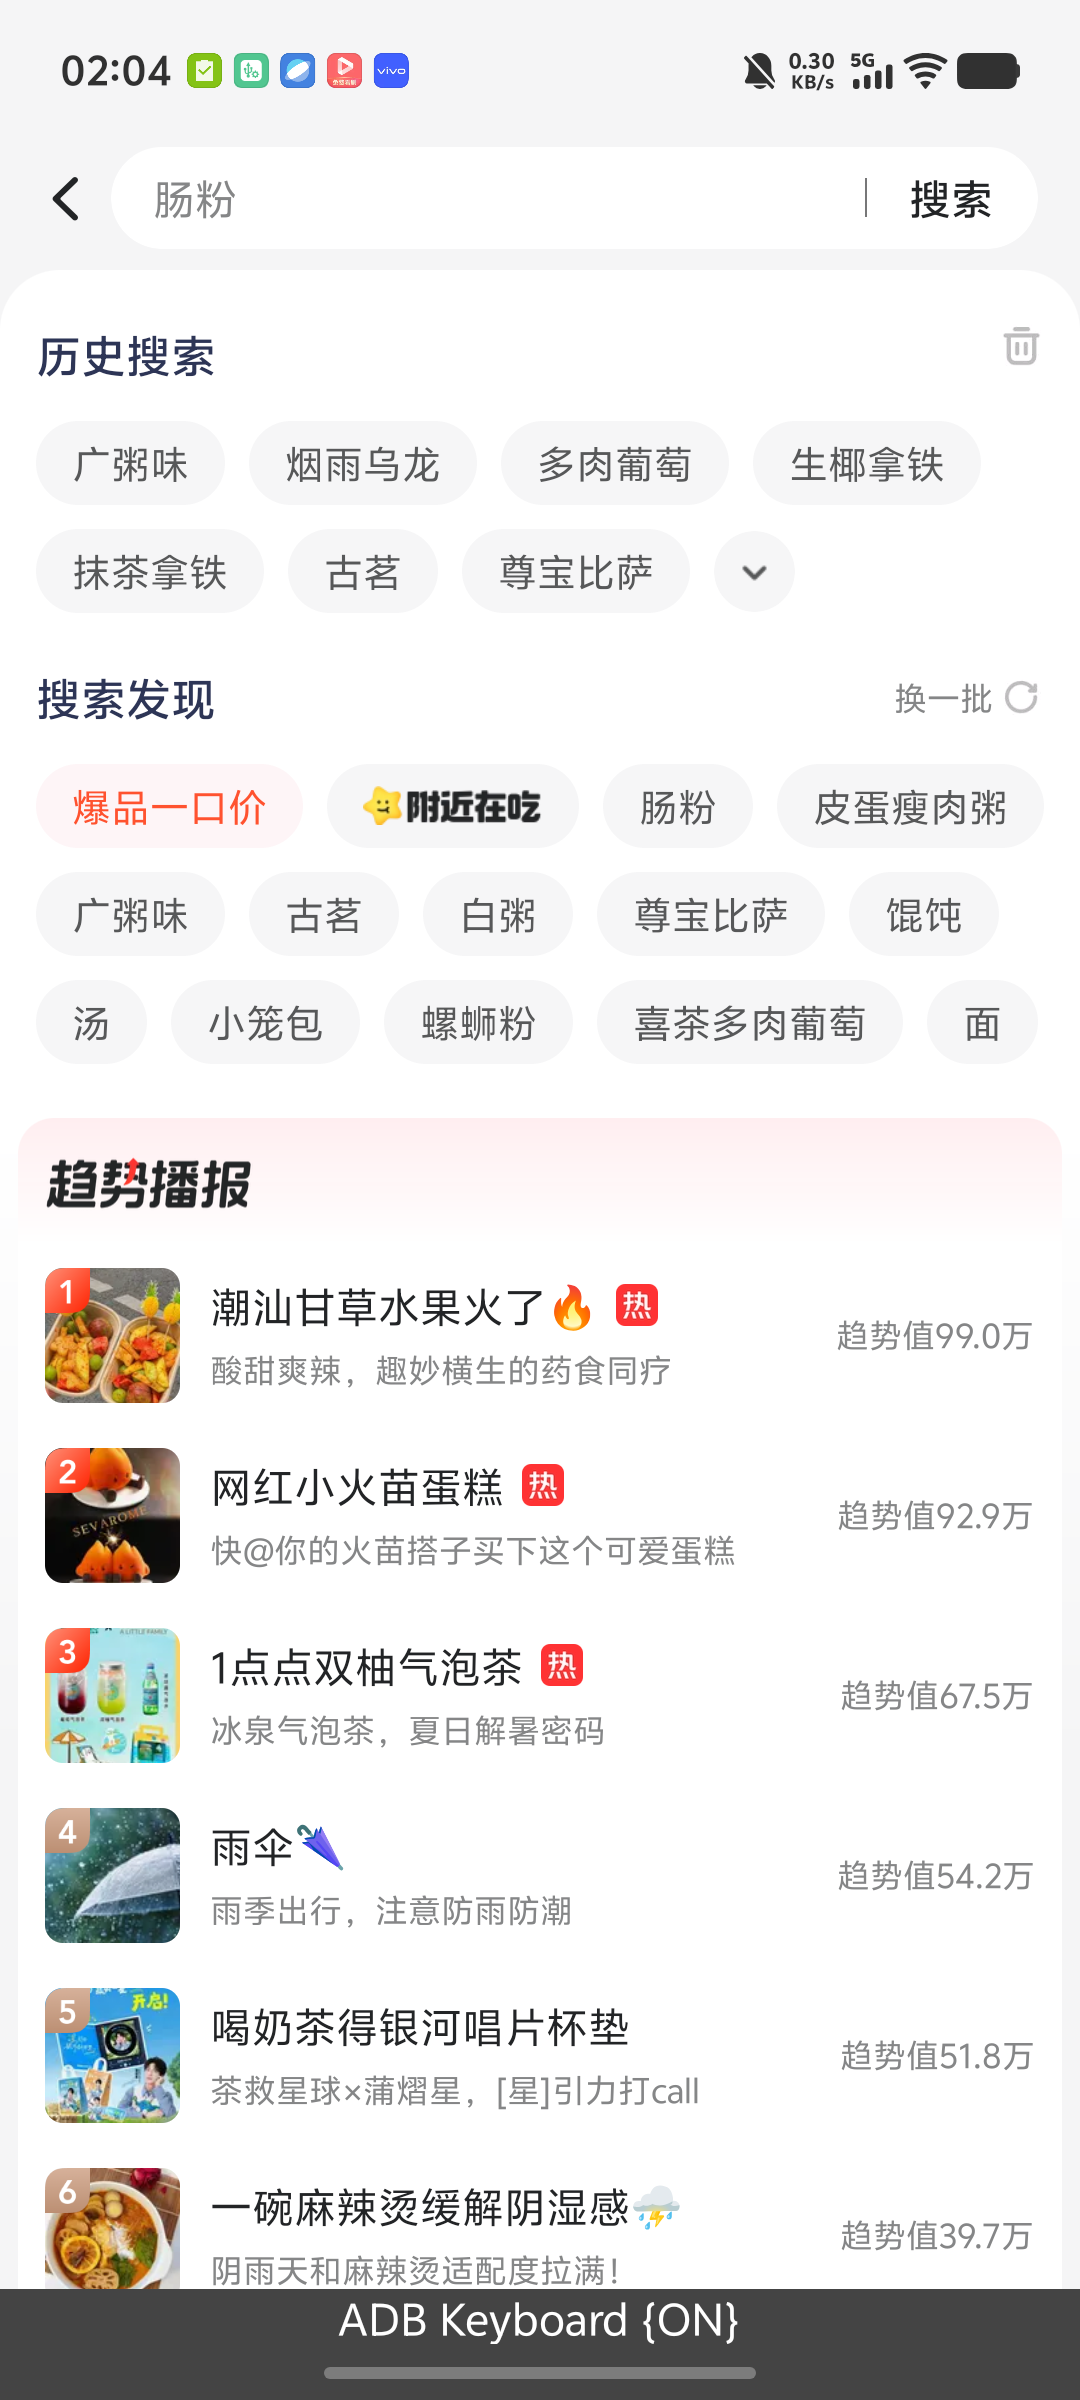 02:04
vivo
0.30
KB/s
5G
肠粉
搜索
历史搜索
广粥味
烟雨乌龙
多肉葡萄
生椰拿铁
抹茶拿铁
古茗
尊宝比萨
搜索发现
换一批
爆品一口价
附近在吃
肠粉
皮蛋瘦肉粥
广粥味
古茗
白粥
尊宝比萨
馄饨
汤
小笼包
螺蛳粉
喜茶多肉葡萄
面
趋势播报
1
潮汕甘草水果火了🔥 热
酸甜爽辣，趣妙横生的药食同疗
趋势值99.0万
2
SEVAROME
网红小火苗蛋糕 热
快@你的火苗搭子买下这个可爱蛋糕
趋势值92.9万
3
A LITTLE FAMILY
1点点双柚气泡茶 热
冰泉气泡茶，夏日解暑密码
趋势值67.5万
4
雨伞🌂
雨季出行，注意防雨防潮
趋势值54.2万
5
开启!
喝奶茶得银河唱片杯垫
茶救星球×蒲熠星，[星]引力打call
趋势值51.8万
6
一碗麻辣烫缓解阴湿感⛈️
阴雨天和麻辣烫适配度拉满！
趋势值39.7万
ADB Keyboard {ON}